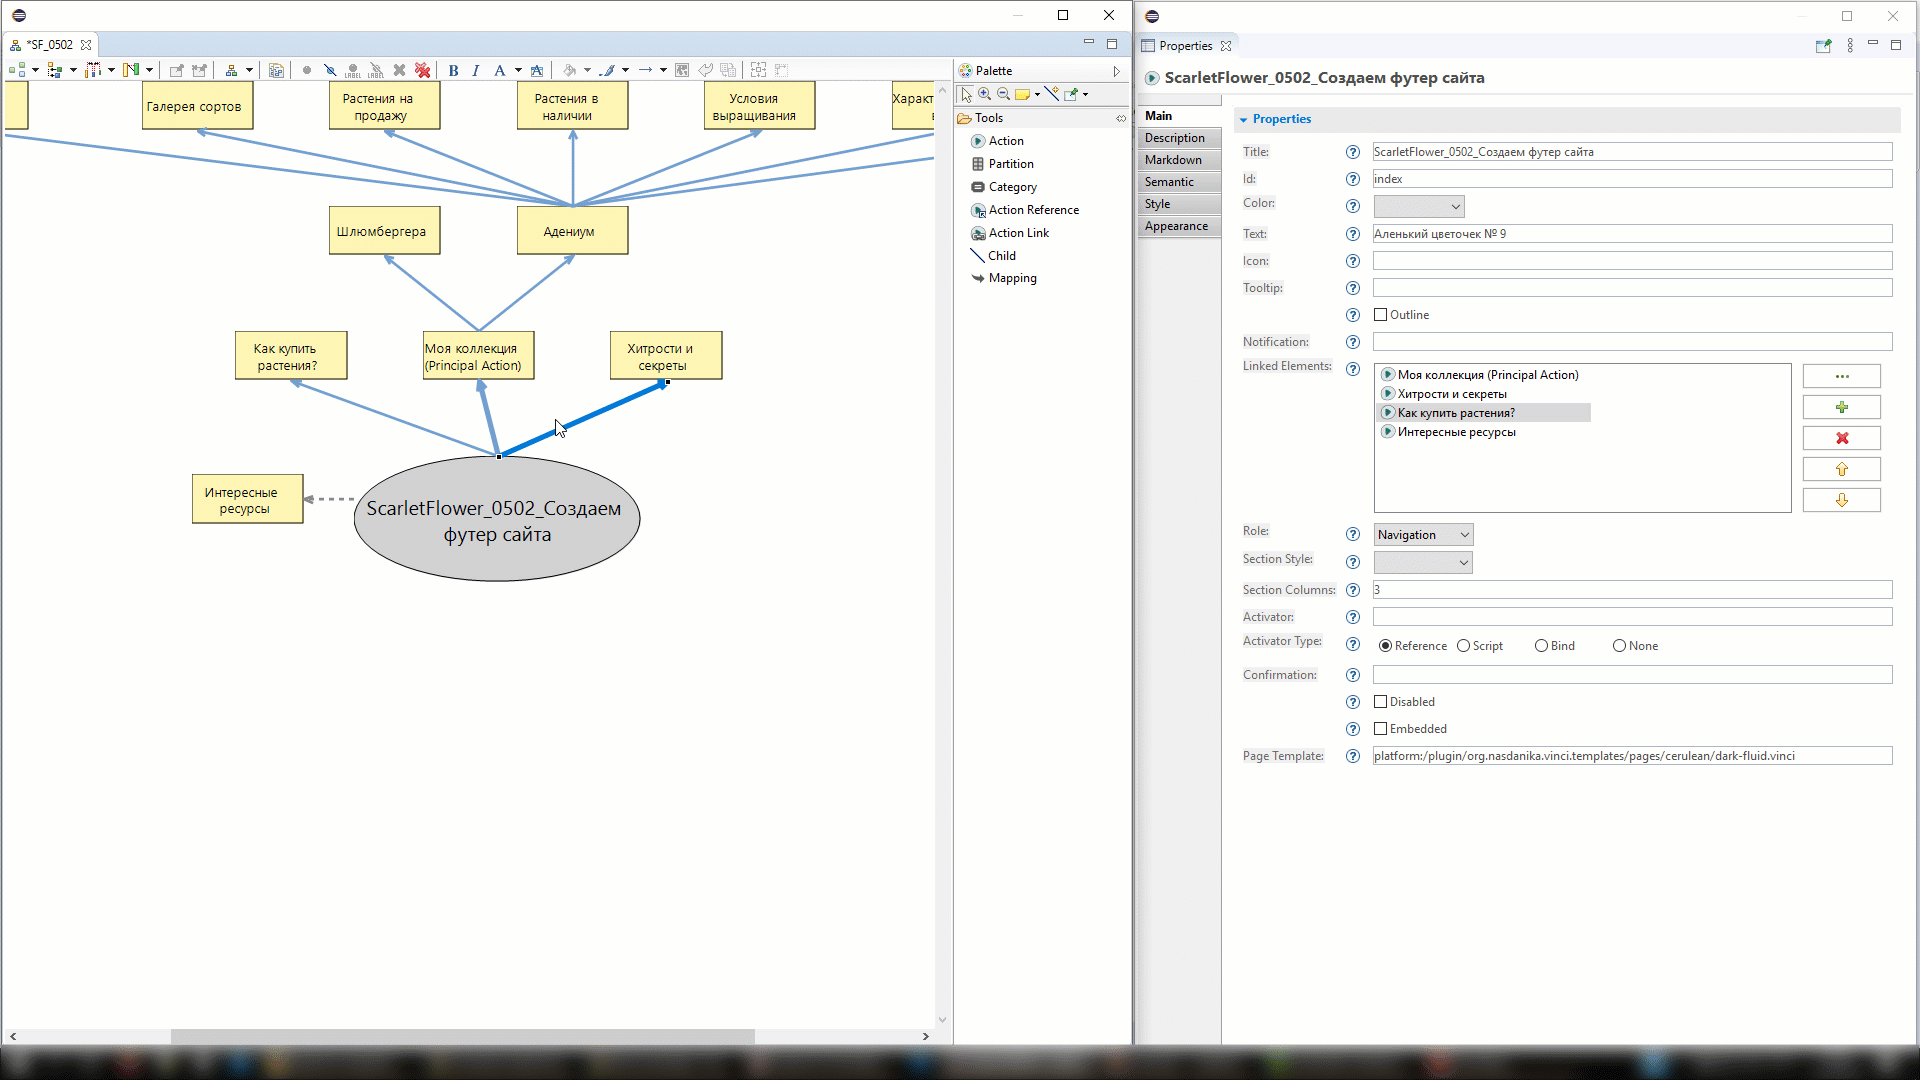 *SF_0502
Галерея сортов
Растения на
продажу
Растения в
наличии
Условия
выращивания
Характ
в
Шлюмбергера
Адениум
Как купить
растения?
Моя коллекция
(Principal Action)
Хитрости и
секреты
Интересные
ресурсы
ScarletFlower_0502_Создаем
футер сайта
Palette
Tools
Action
Partition
Category
Action Reference
Action Link
Child
Mapping
Properties
ScarletFlower_0502_Создаем футер сайта
Main
Description
Markdown
Semantic
Style
Appearance
Properties
Title: ScarletFlower_0502_Создаем футер сайта
Id: index
Color:
Text: Аленький цветочек № 9
Icon:
Tooltip:
Outline
Notification:
Linked Elements:
Моя коллекция (Principal Action)
Хитрости и секреты
Как купить растения?
Интересные ресурсы
Role: Navigation
Section Style:
Section Columns: 3
Activator:
Activator Type: Reference Script Bind None
Confirmation:
Disabled
Embedded
Page Template: platform:/plugin/org.nasdanika.vinci.templates/pages/cerulean/dark-fluid.vinci